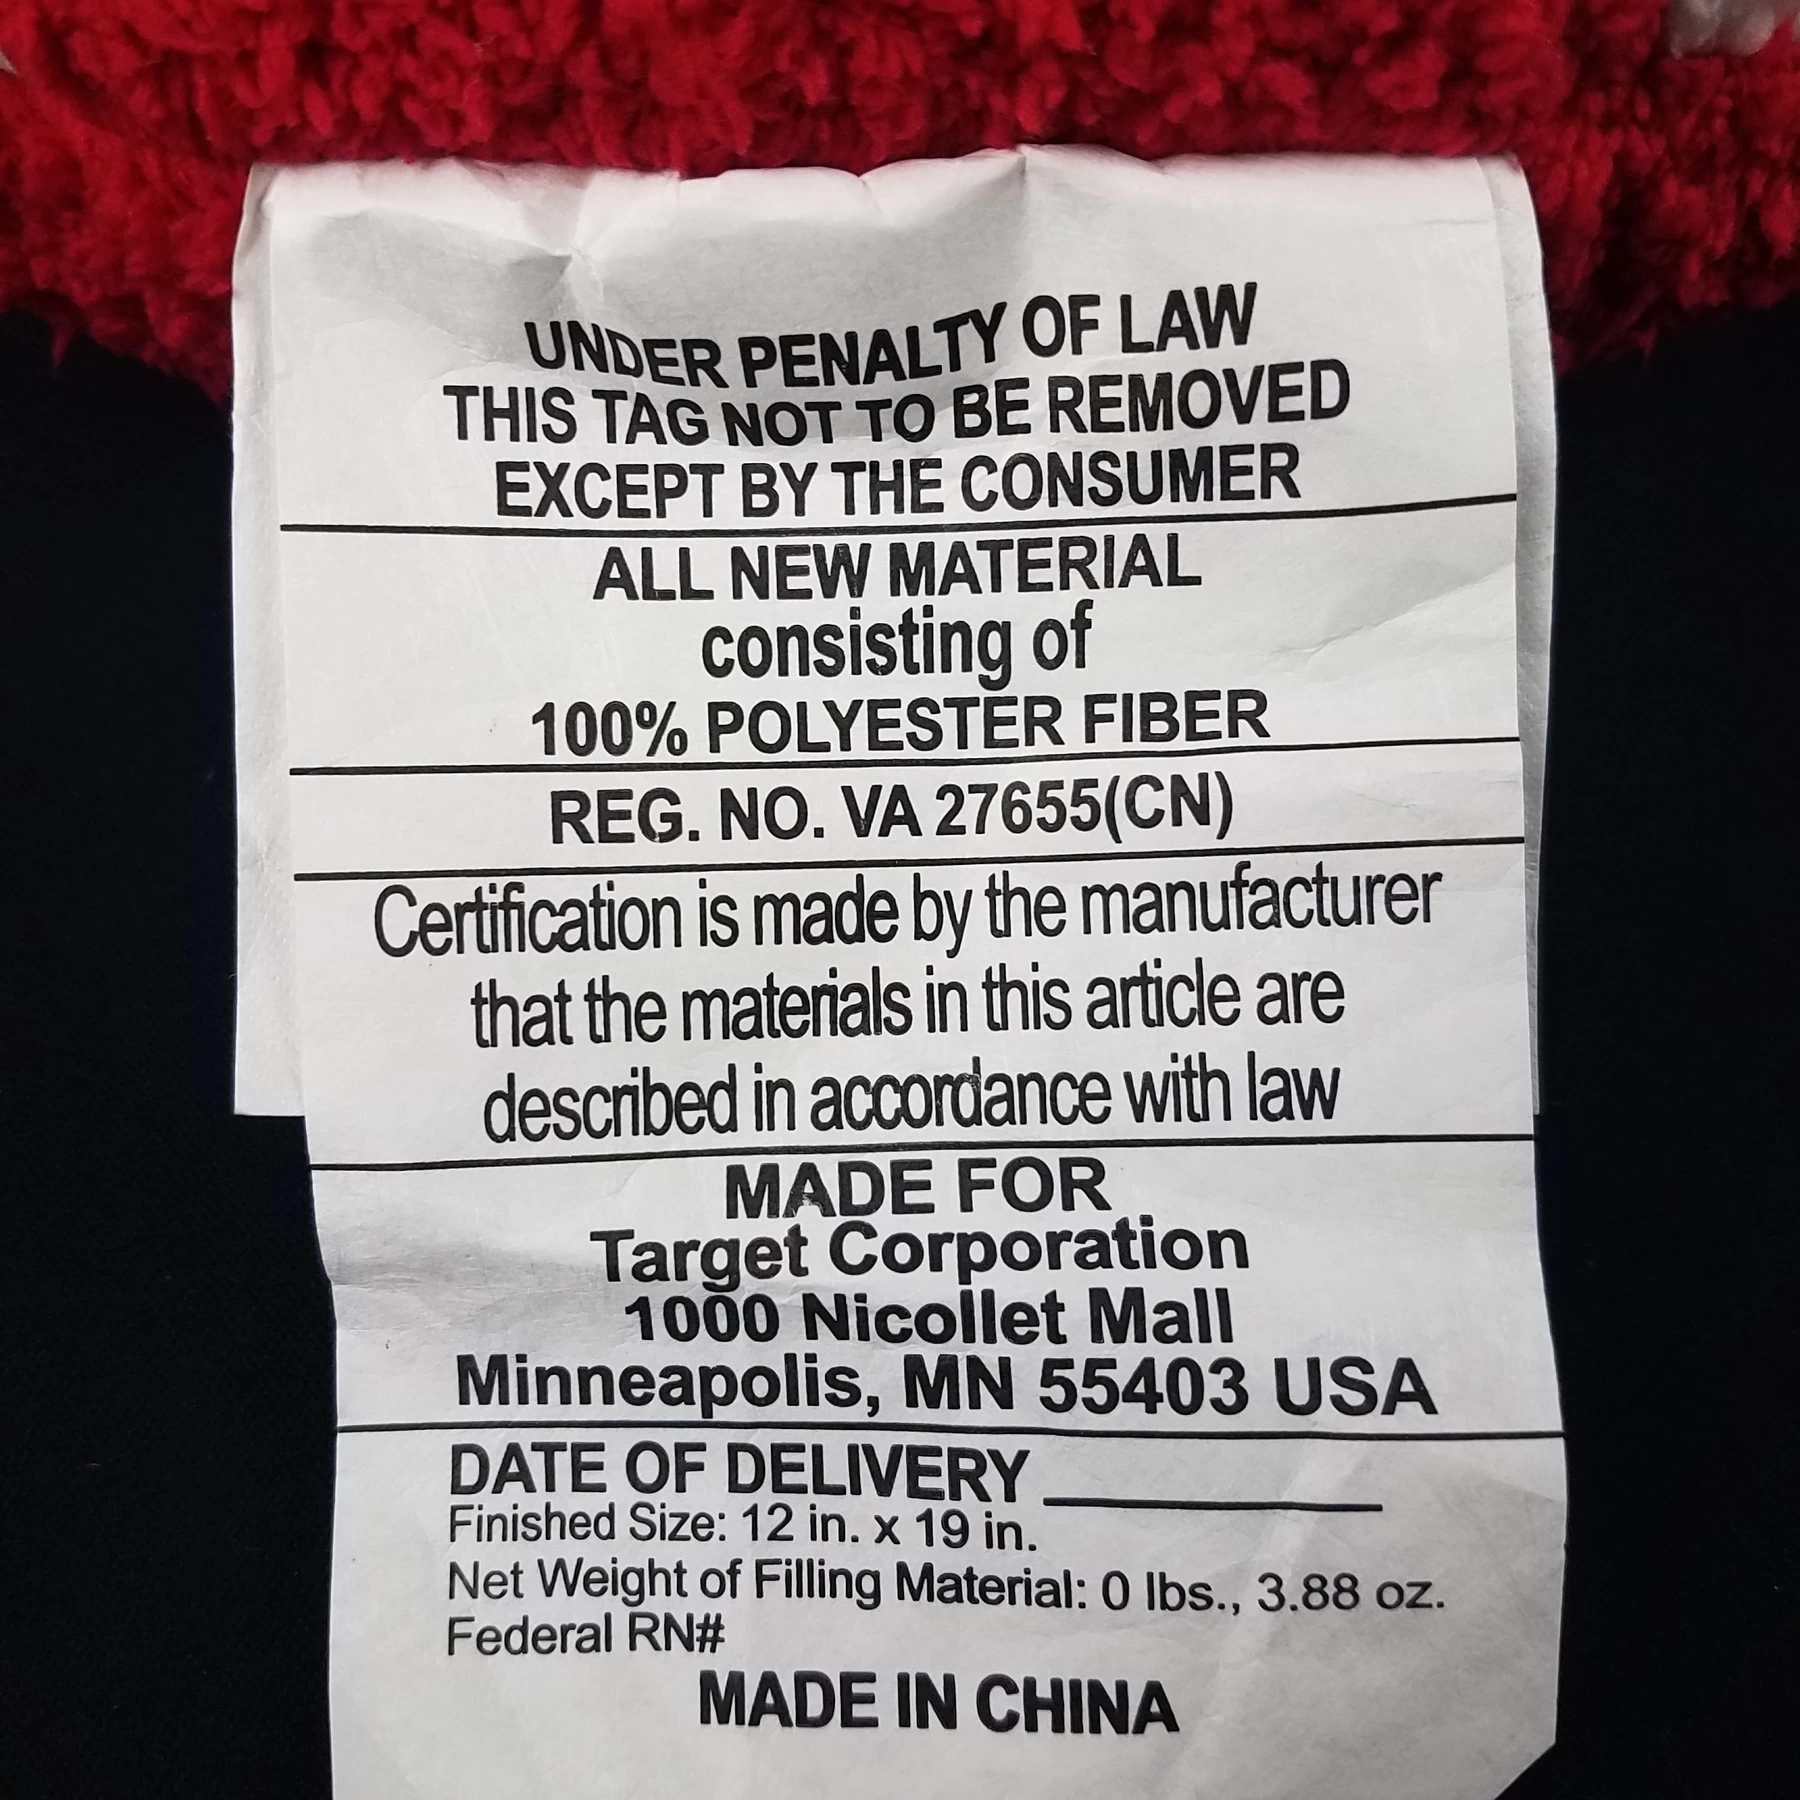 UNDER PENALTY OF LAW
THIS TAG NOT TO BE REMOVED
EXCEPT BY THE CONSUMER
ALL NEW MATERIAL
consisting of
100% POLYESTER FIBER
REG. NO. VA 27655(CN)
Certification is made by the manufacturer
that the materials in this article are
described in accordance with law
MADE FOR
Target Corporation
1000 Nicollet Mall
Minneapolis, MN 55403 USA
DATE OF DELIVERY ___________
Finished Size: 12 in. x 19 in.
Net Weight of Filling Material: 0 lbs., 3.88 oz.
Federal RN#
MADE IN CHINA